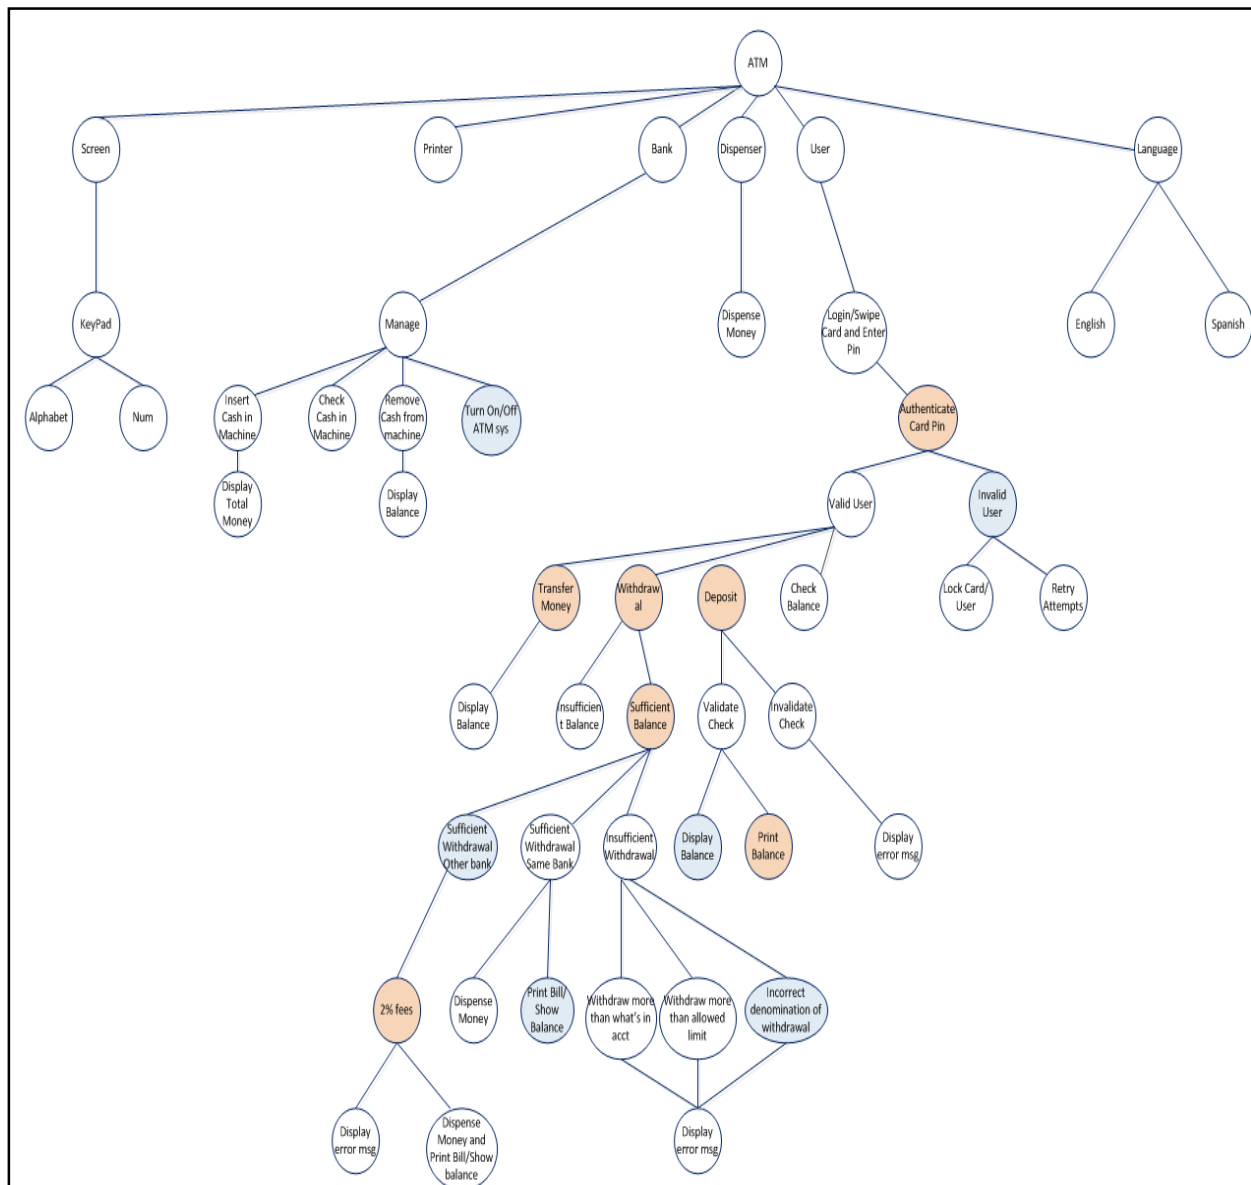 ATM
Screen
Printer
Bank
Dispenser
User
Language
KeyPad
Manage
Dispense
Money
Login/Swipe
Card and Enter
Pin
English
Spanish
Alphabet
Num
Insert
Cash in
Machine
Check
Cash in
Machine
Remove
Cash from
machine
Turn On/Off
ATM sys
Authenticate
Card Pin
Display
Total
Money
Display
Balance
Valid User
Invalid
User
Transfer
Money
Withdraw
al
Deposit
Check
Balance
Lock Card/
User
Retry
Attempts
Display
Balance
Insufficien
t Balance
Sufficient
Balance
Validate
Check
Invalidate
Check
Sufficient
Withdrawal
Other bank
Sufficient
Withdrawal
Same Bank
Insufficient
Withdrawal
Display
Balance
Print
Balance
Display
error msg
2% fees
Dispense
Money
Print Bill/
Show
Balance
Withdraw more
than what's in
acct
Withdraw more
than allowed
limit
Incorrect
denomination of
withdrawal
Display
error msg
Dispense
Money and
Print Bill/Show
balance
Display
error msg